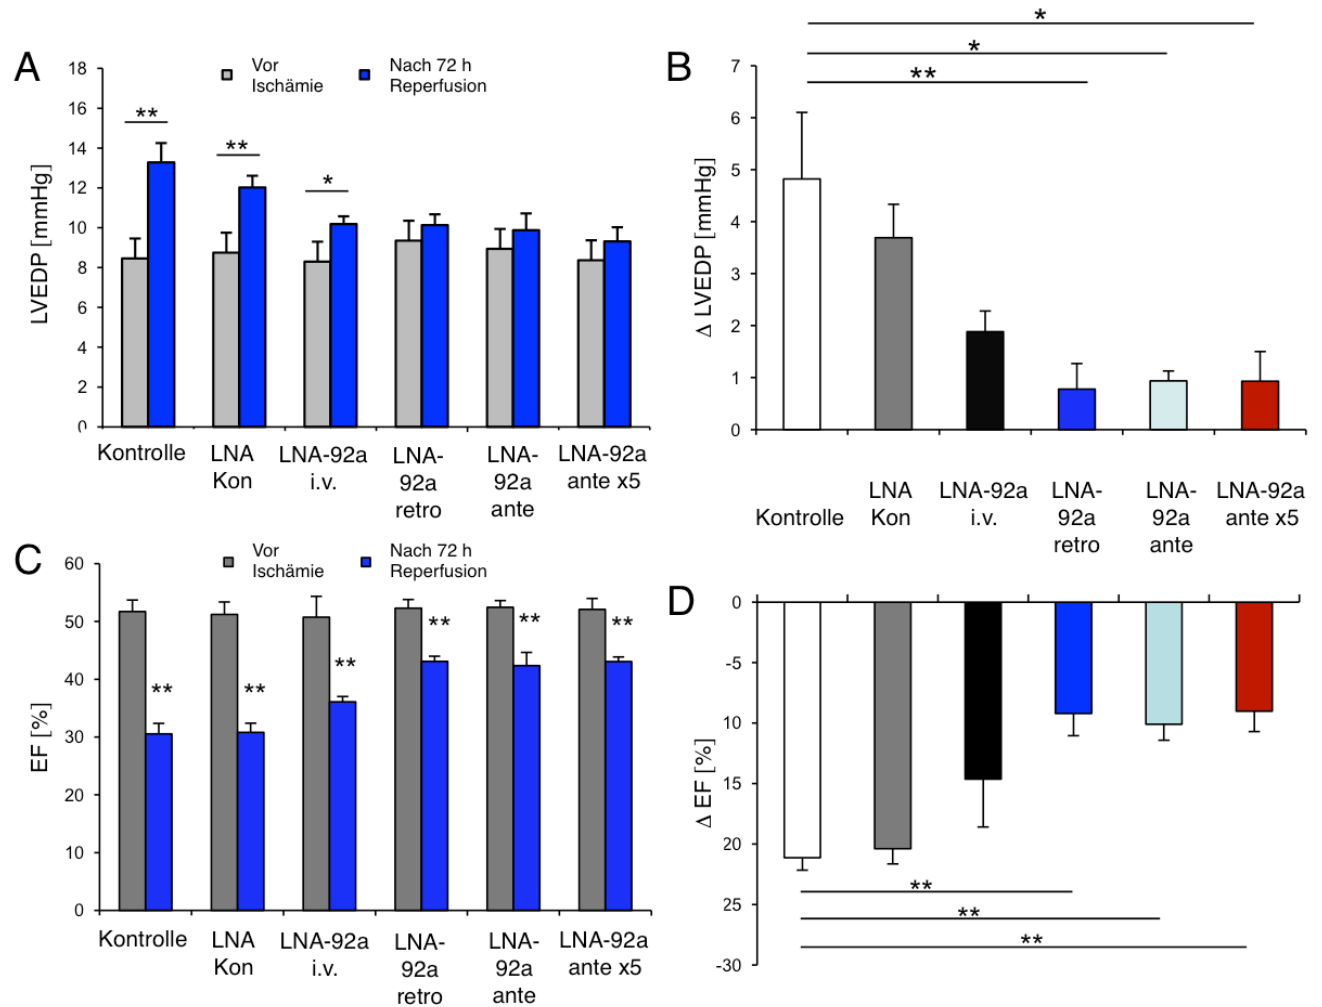 A
Vor
Ischämie
Nach 72 h
Reperfusion
LVEDP [mmHg]
18
16
14
12
10
8
6
4
2
0
**
**
*
Kontrolle
LNA
Kon
LNA-92a
i.v.
LNA-
92a
retro
LNA-
92a
ante
LNA-92a
ante x5
B
*
*
**
Δ LVEDP [mmHg]
7
6
5
4
3
2
1
0
Kontrolle
LNA
Kon
LNA-92a
i.v.
LNA-
92a
retro
LNA-
92a
ante
LNA-92a
ante x5
C
Vor
Ischämie
Nach 72 h
Reperfusion
EF [%]
60
50
40
30
20
10
0
**
**
**
**
**
**
Kontrolle
LNA
Kon
LNA-92a
i.v.
LNA-
92a
retro
LNA-
92a
ante
LNA-92a
ante x5
D
Δ EF [%]
0
-5
10
15
20
25
-30
**
**
**